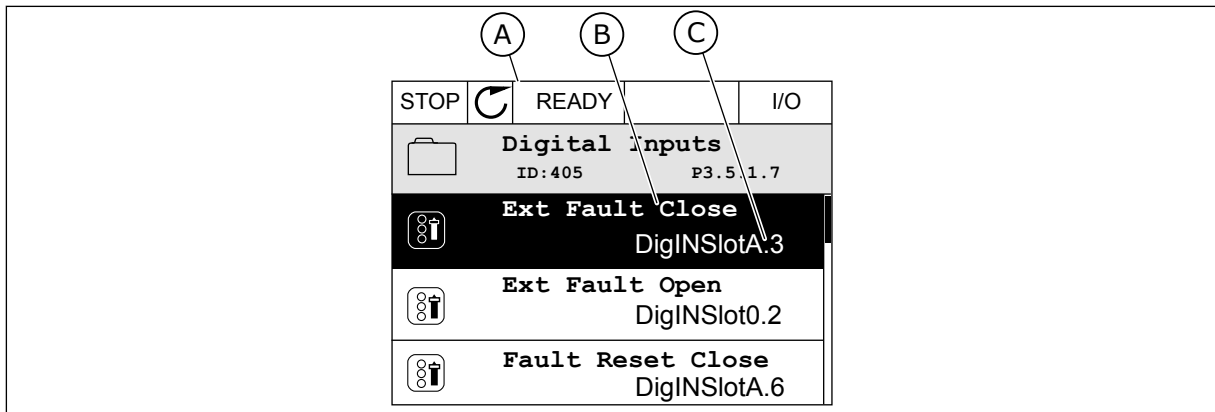 A B C
STOP READY I/O
Digital Inputs
ID:405 P3.5.1.7
Ext Fault Close
DigINSlotA.3
Ext Fault Open
DigINSlot0.2
Fault Reset Close
DigINSlotA.6